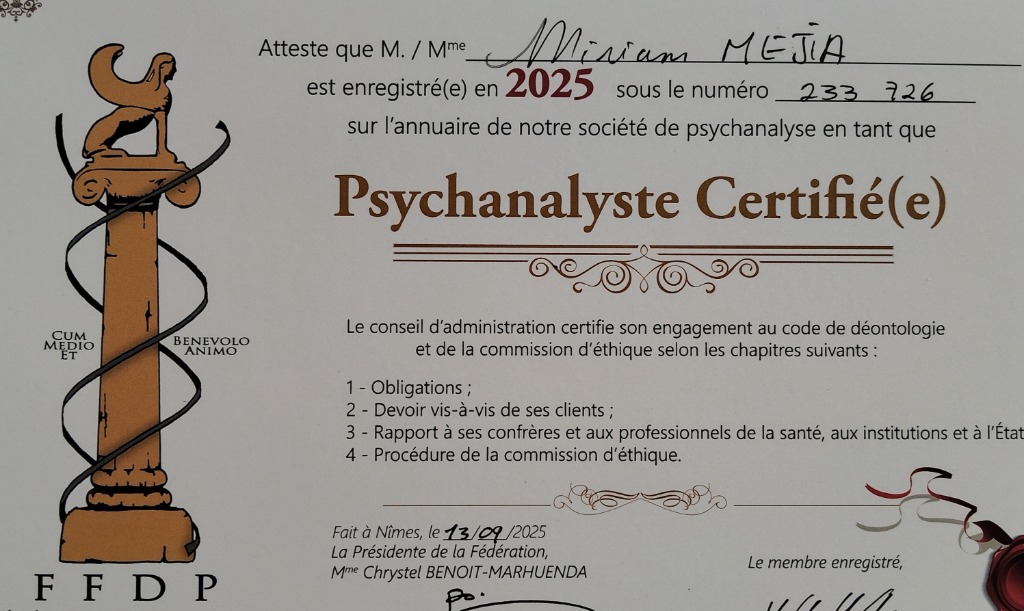 Atteste que M. / Mme Miriam MEJIA
est enregistré(e) en 2025 sous le numéro 233 726
sur l'annuaire de notre société de psychanalyse en tant que
Psychanalyste Certifié(e)
CUM MEDIO ET
BENEVOLO ANIMO
Le conseil d'administration certifie son engagement au code de déontologie
et de la commission d'éthique selon les chapitres suivants :
1 - Obligations ;
2 - Devoir vis-à-vis de ses clients ;
3 - Rapport à ses confrères et aux professionnels de la santé, aux institutions et à l'État
4 - Procédure de la commission d'éthique.
Fait à Nîmes, le 13/09/2025
La Présidente de la Fédération,
Mme Chrystel BENOIT-MARHUENDA
Le membre enregistré,
po.
F F D P